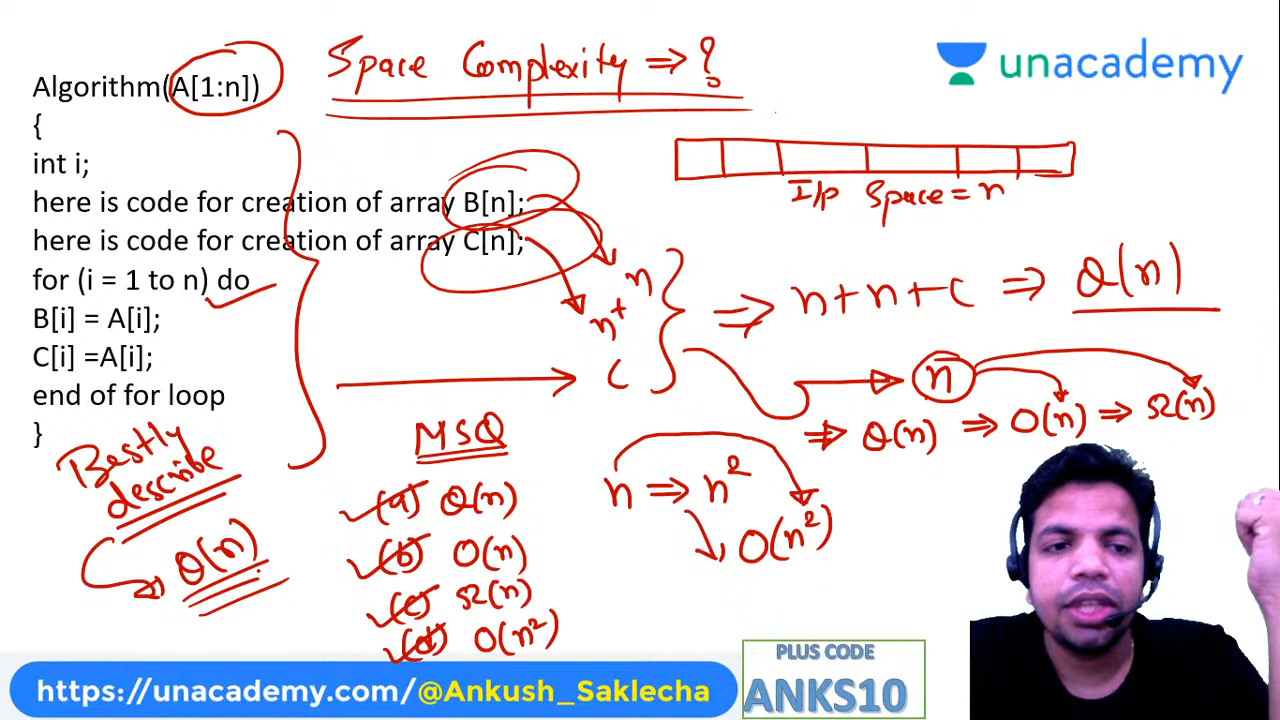 Space Complexity ⇒ ?
unacademy
Algorithm(A[1:n])
{
int i;
here is code for creation of array B[n];
here is code for creation of array C[n];
for (i = 1 to n) do
B[i] = A[i];
C[i] =A[i];
end of for loop
}
I/p Space = n
n
n+
C
⇒ n+n+C ⇒ θ(n)
n
⇒ θ(n) ⇒ O(n) ⇒ Ω(n)
Bestly
describe
θ(n)
MSQ
(a) θ(n)
(b) O(n)
(c) Ω(n)
(d) O(n²)
n ⇒ n²
O(n²)
PLUS CODE
ANKS10
https://unacademy.com/@Ankush_Saklecha